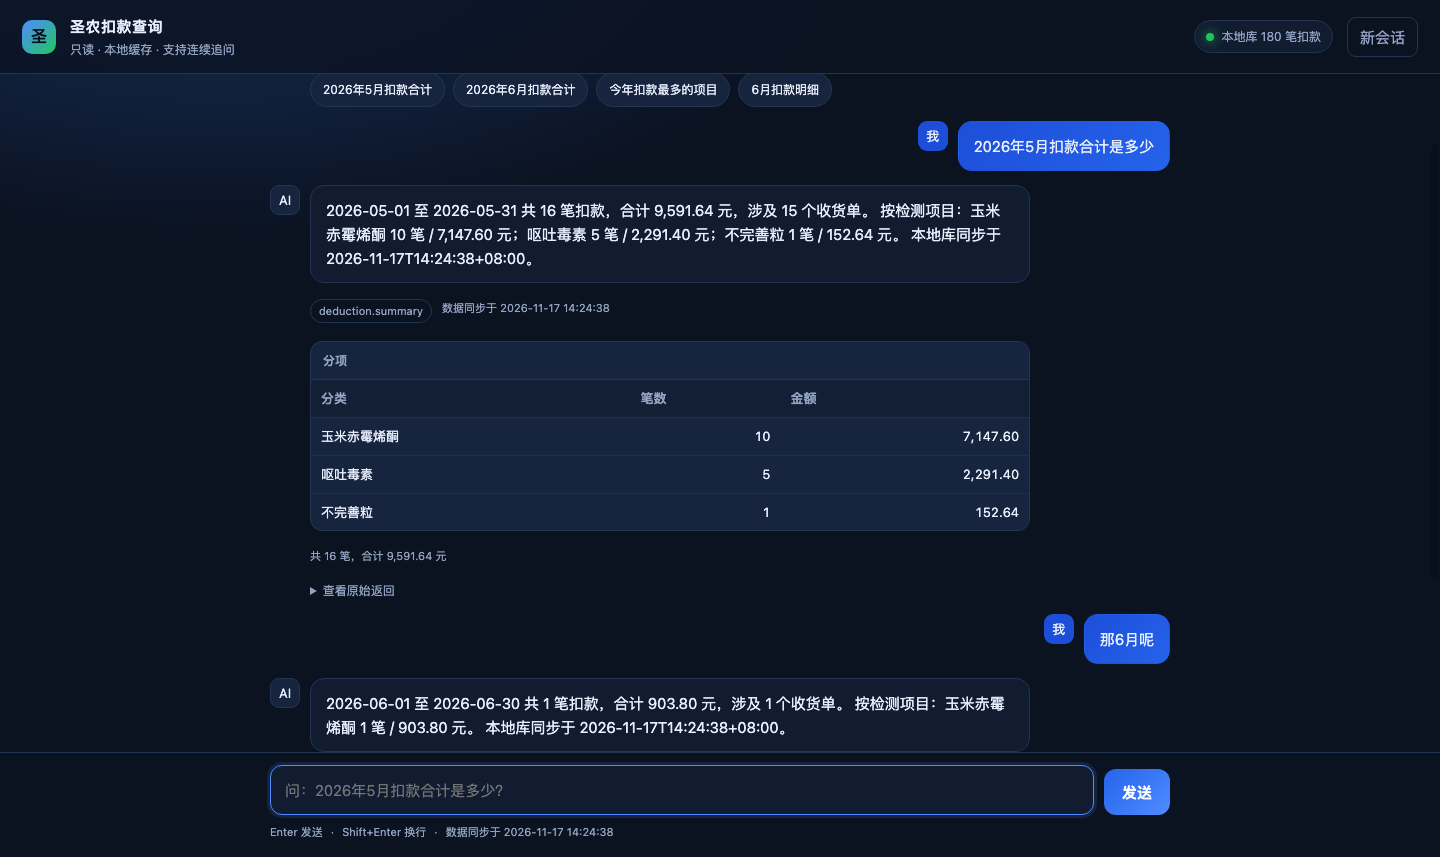 圣
圣农扣款查询
只读 · 本地缓存 · 支持连续追问
本地库 180 笔扣款
新会话
2026年5月扣款合计
2026年6月扣款合计
今年扣款最多的项目
6月扣款明细
我
2026年5月扣款合计是多少
AI
2026-05-01 至 2026-05-31 共 16 笔扣款，合计 9,591.64 元，涉及 15 个收货单。 按检测项目：玉米
赤霉烯酮 10 笔 / 7,147.60 元；呕吐毒素 5 笔 / 2,291.40 元；不完善粒 1 笔 / 152.64 元。 本地库同步于
2026-11-17T14:24:38+08:00。
deduction.summary
数据同步于 2026-11-17 14:24:38
分项
分类 笔数 金额
玉米赤霉烯酮 10 7,147.60
呕吐毒素 5 2,291.40
不完善粒 1 152.64
共 16 笔，合计 9,591.64 元
查看原始返回
我
那6月呢
AI
2026-06-01 至 2026-06-30 共 1 笔扣款，合计 903.80 元，涉及 1 个收货单。 按检测项目：玉米赤霉
烯酮 1 笔 / 903.80 元。 本地库同步于 2026-11-17T14:24:38+08:00。
问：2026年5月扣款合计是多少?
发送
Enter 发送 · Shift+Enter 换行 · 数据同步于 2026-11-17 14:24:38